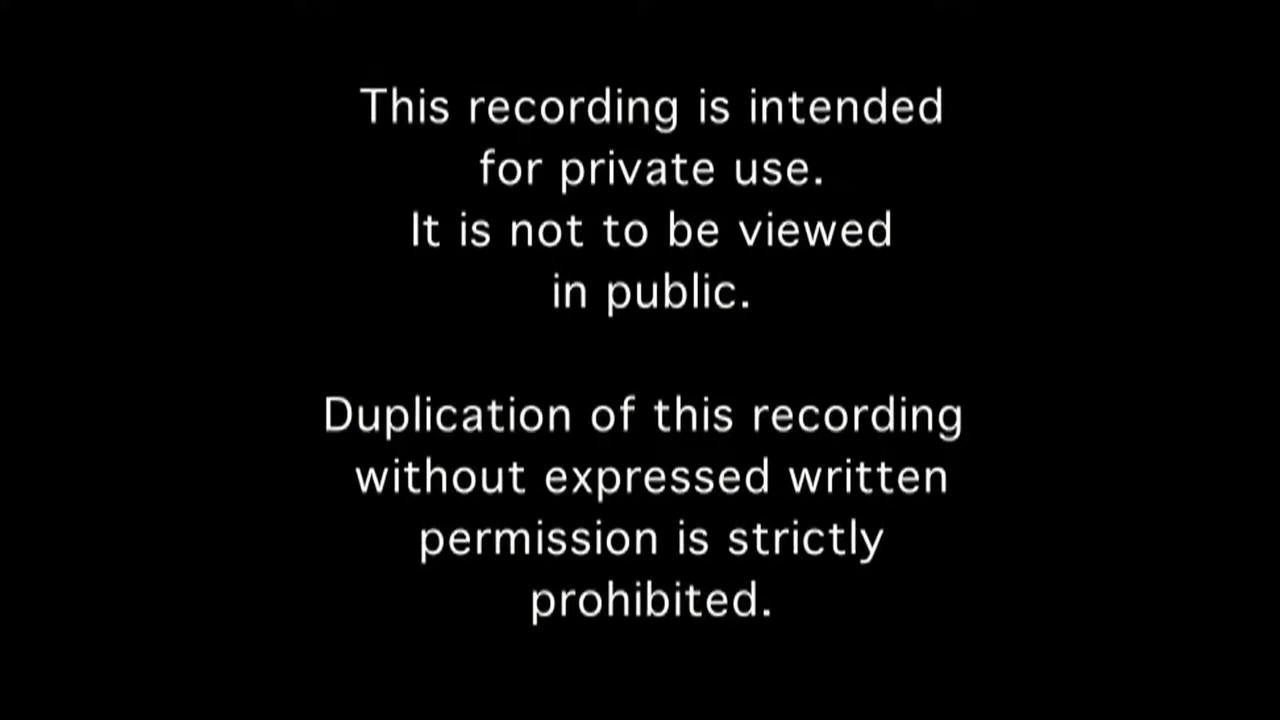 This recording is intended
for private use.
It is not to be viewed
in public.
Duplication of this recording
without expressed written
permission is strictly
prohibited.